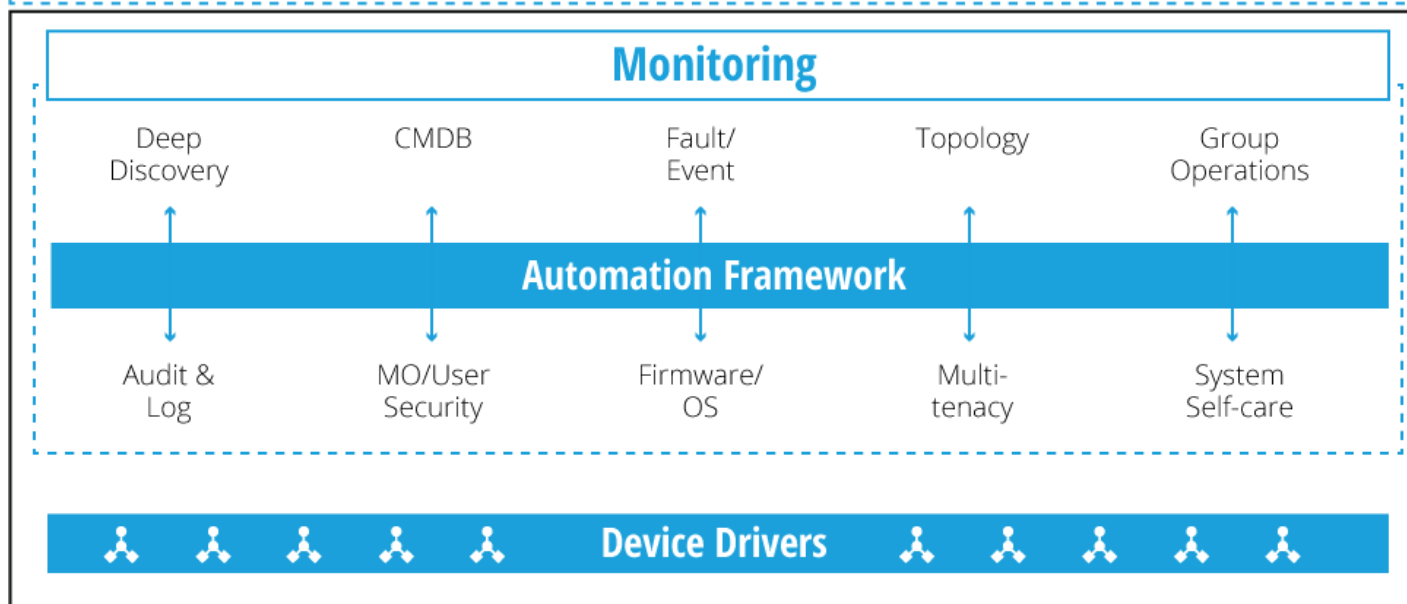 Monitoring
Deep
Discovery
CMDB
Fault/
Event
Topology
Group
Operations
Automation Framework
Audit &
Log
MO/User
Security
Firmware/
OS
Multi-
tenacy
System
Self-care
Device Drivers